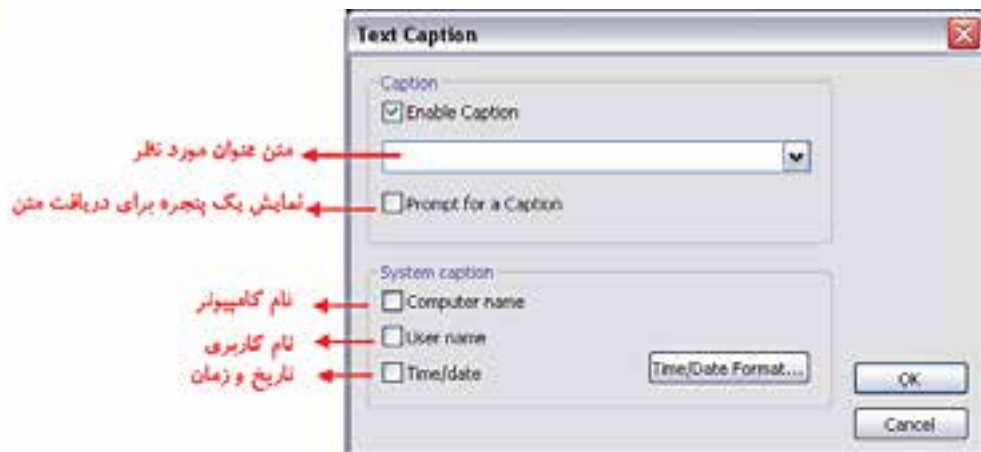 Text Caption
Caption
Enable Caption
متن عنوان مورد نظر
نمایش یک پنجره برای دریافت متن
Prompt for a Caption
System caption
نام کامپیوتر
Computer name
نام کاربری
User name
تاریخ و زمان
Time/date
Time/Date Format...
OK
Cancel